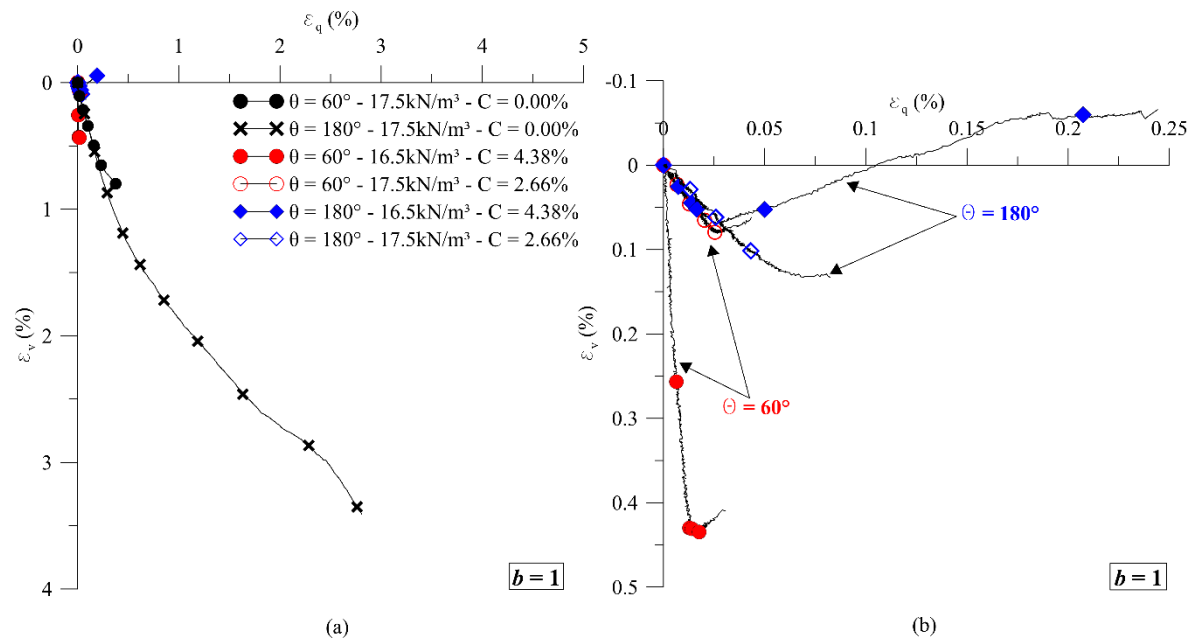 ε_q (%)
0 1 2 3 4 5
0
1
2
3
4
ε_v (%)
θ = 60° - 17.5kN/m³ - C = 0.00%
θ = 180° - 17.5kN/m³ - C = 0.00%
θ = 60° - 16.5kN/m³ - C = 4.38%
θ = 60° - 17.5kN/m³ - C = 2.66%
θ = 180° - 16.5kN/m³ - C = 4.38%
θ = 180° - 17.5kN/m³ - C = 2.66%
b = 1
(a)
-0.1
ε_q (%)
0 0.05 0.1 0.15 0.2 0.25
0
0.1
0.2
0.3
0.4
0.5
ε_v (%)
Θ = 180°
Θ = 60°
b = 1
(b)